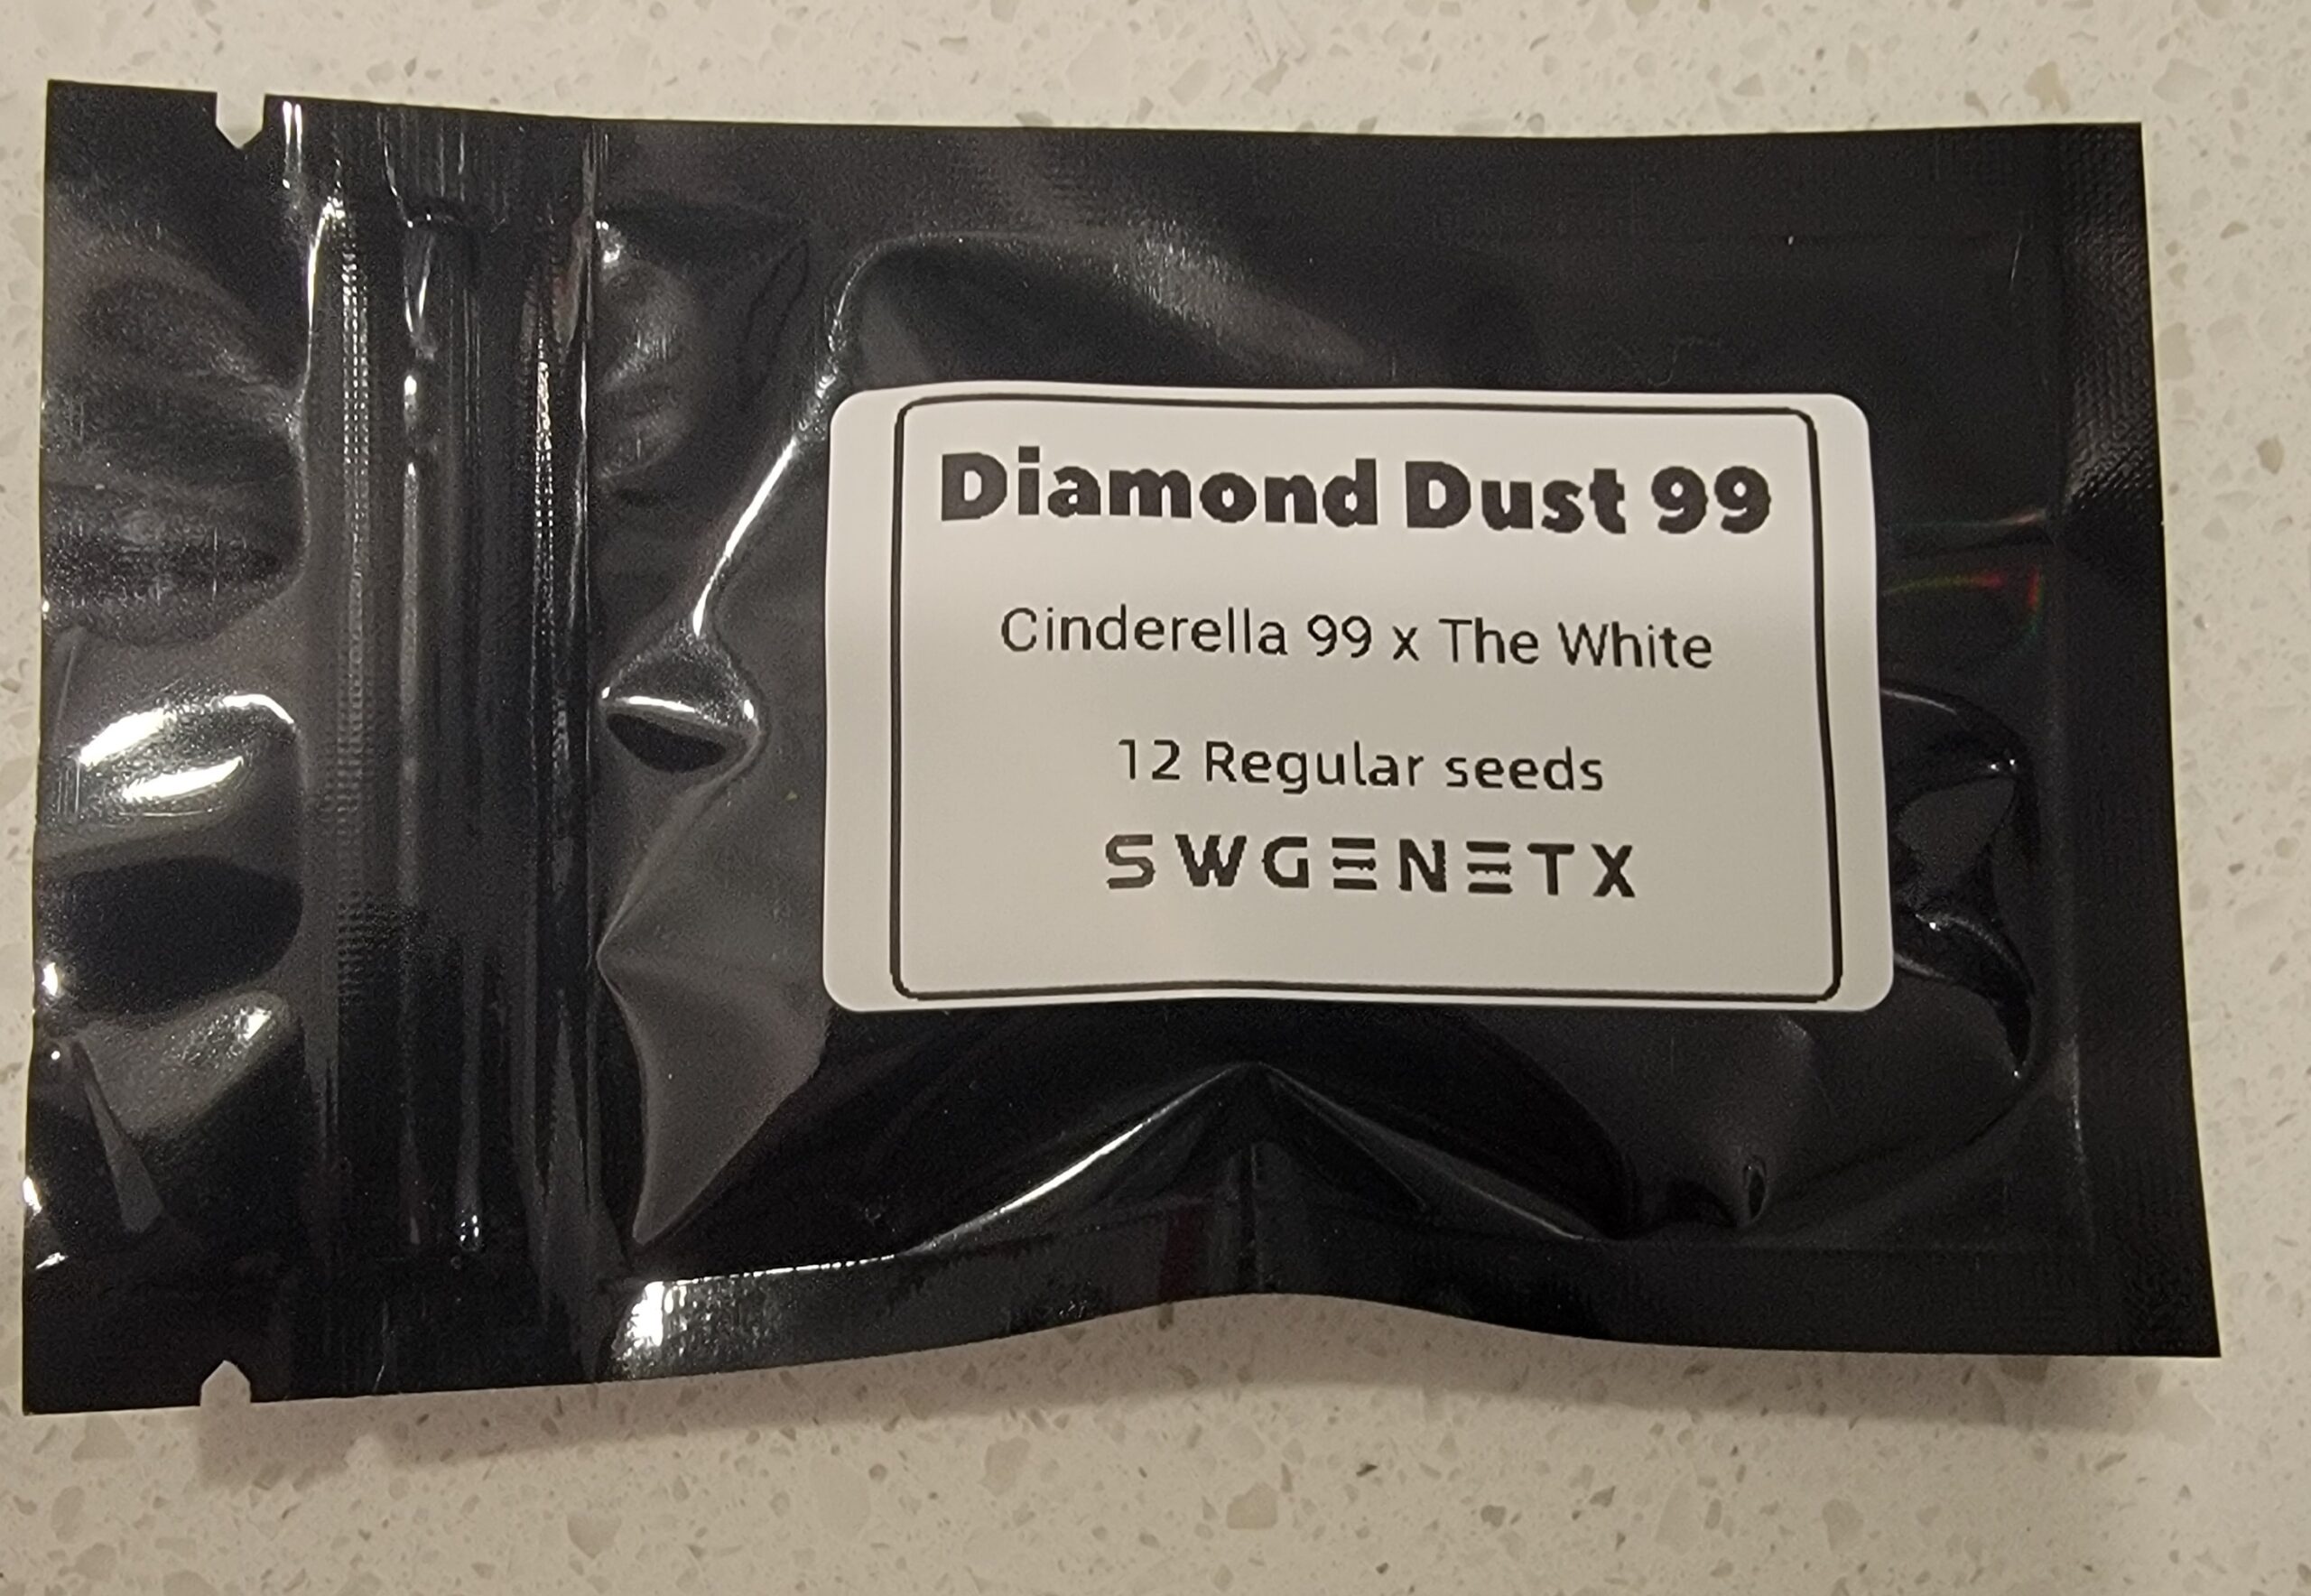 Diamond Dust 99
Cinderella 99 x The White
12 Regular seeds
SWGENETX